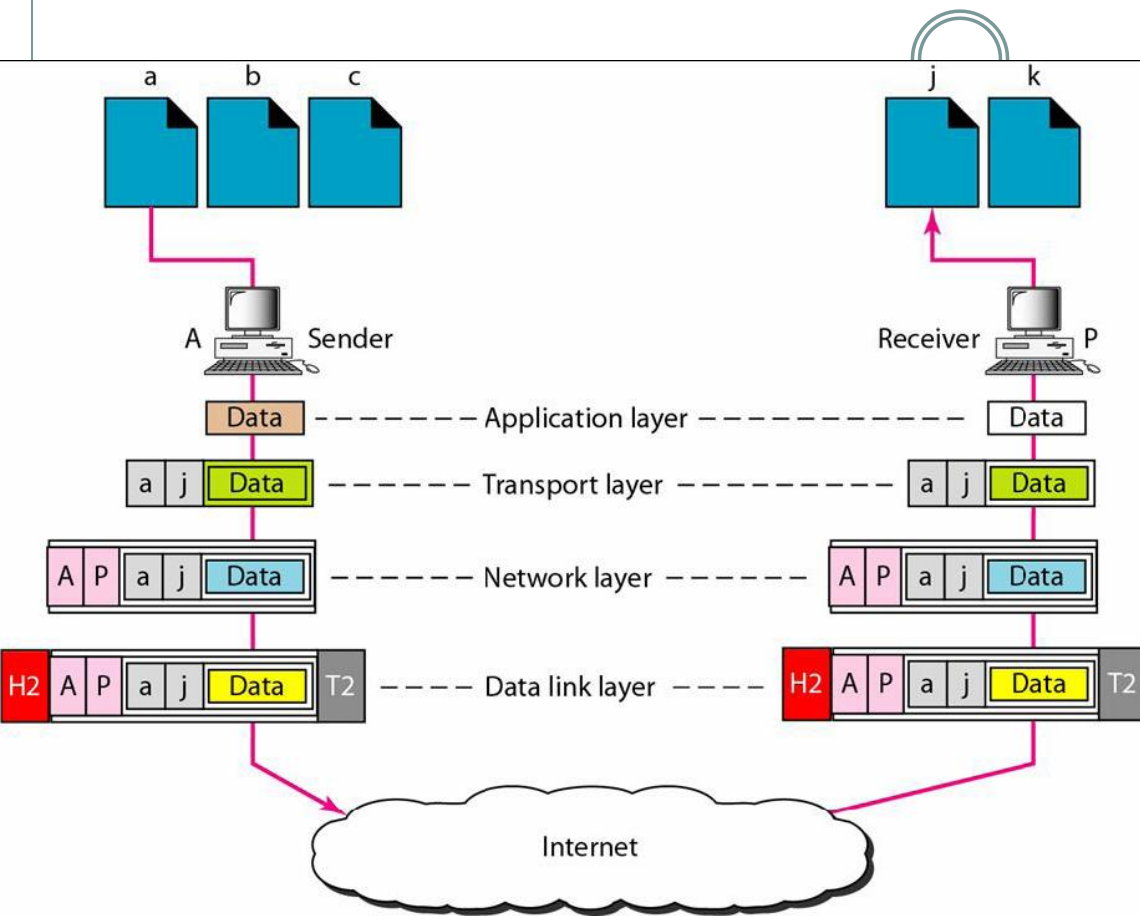 a b c j k
A Sender Receiver P
Data Application layer Data
a j Data Transport layer a j Data
A P a j Data Network layer A P a j Data
H2 A P a j Data T2 Data link layer H2 A P a j Data T2
Internet